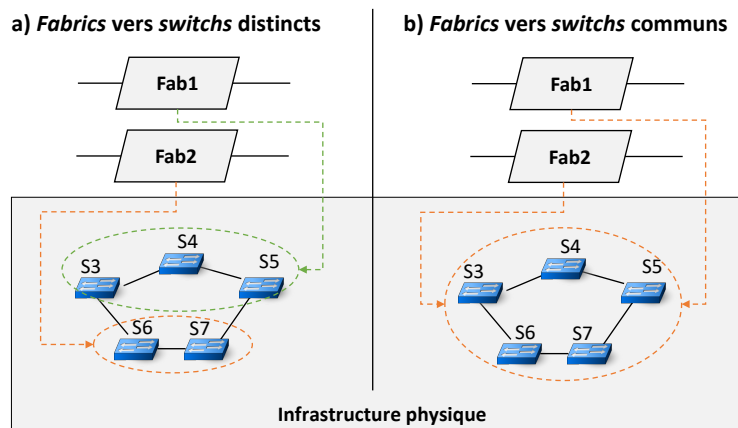 a) Fabrics vers switchs distincts
Fab1
Fab2
S4
S3
S5
S6
S7
b) Fabrics vers switchs communs
Fab1
Fab2
S4
S3
S5
S6
S7
Infrastructure physique